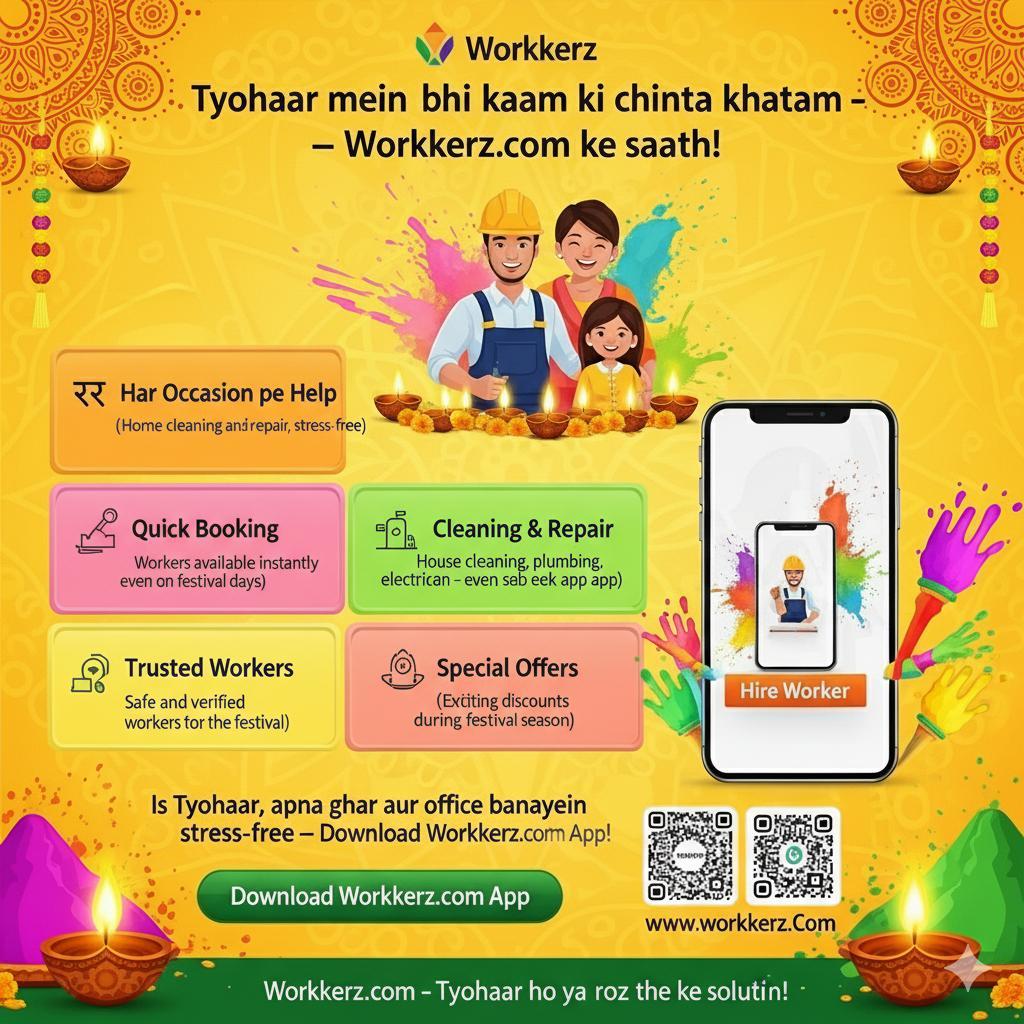 Workkerz
Tyohaar mein bhi kaam ki chinta khatam –
– Workkerz.com ke saath!
रर Har Occasion pe Help
(Home cleaning and repair, stress-free)
Quick Booking
Workers available instantly
even on festival days)
Cleaning & Repair
House cleaning, plumbing,
electrican – even sab eek app app)
Trusted Workers
Safe and verified
workers for the festival)
Special Offers
(Exciting discounts
during festival season)
Hire Worker
Is Tyohaar, apna ghar aur office banayein
stress-free – Download Workkerz.com App!
Download Workkerz.com App
www.workkerz.Com
Workkerz.com – Tyohaar ho ya roz the ke solutin!